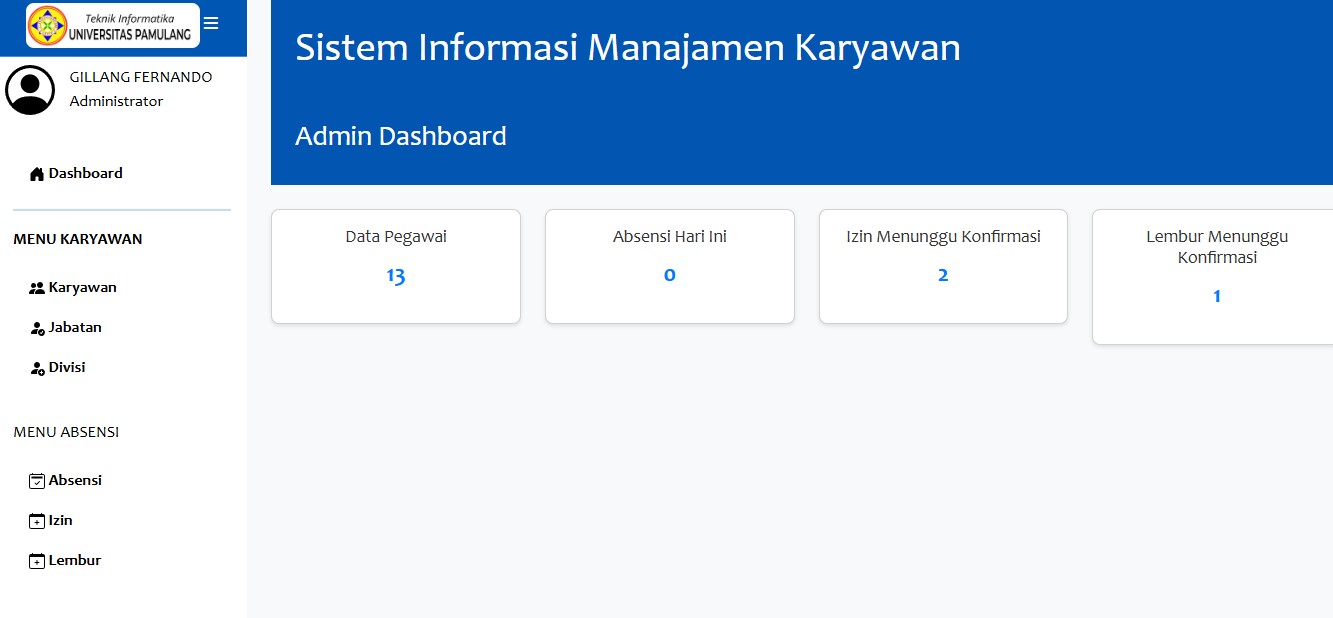 Teknik Informatika
UNIVERSITAS PAMULANG
GILLANG FERNANDO
Administrator
Dashboard
MENU KARYAWAN
Karyawan
Jabatan
Divisi
MENU ABSENSI
Absensi
Izin
Lembur
Sistem Informasi Manajamen Karyawan
Admin Dashboard
Data Pegawai
13
Absensi Hari Ini
0
Izin Menunggu Konfirmasi
2
Lembur Menunggu
Konfirmasi
1